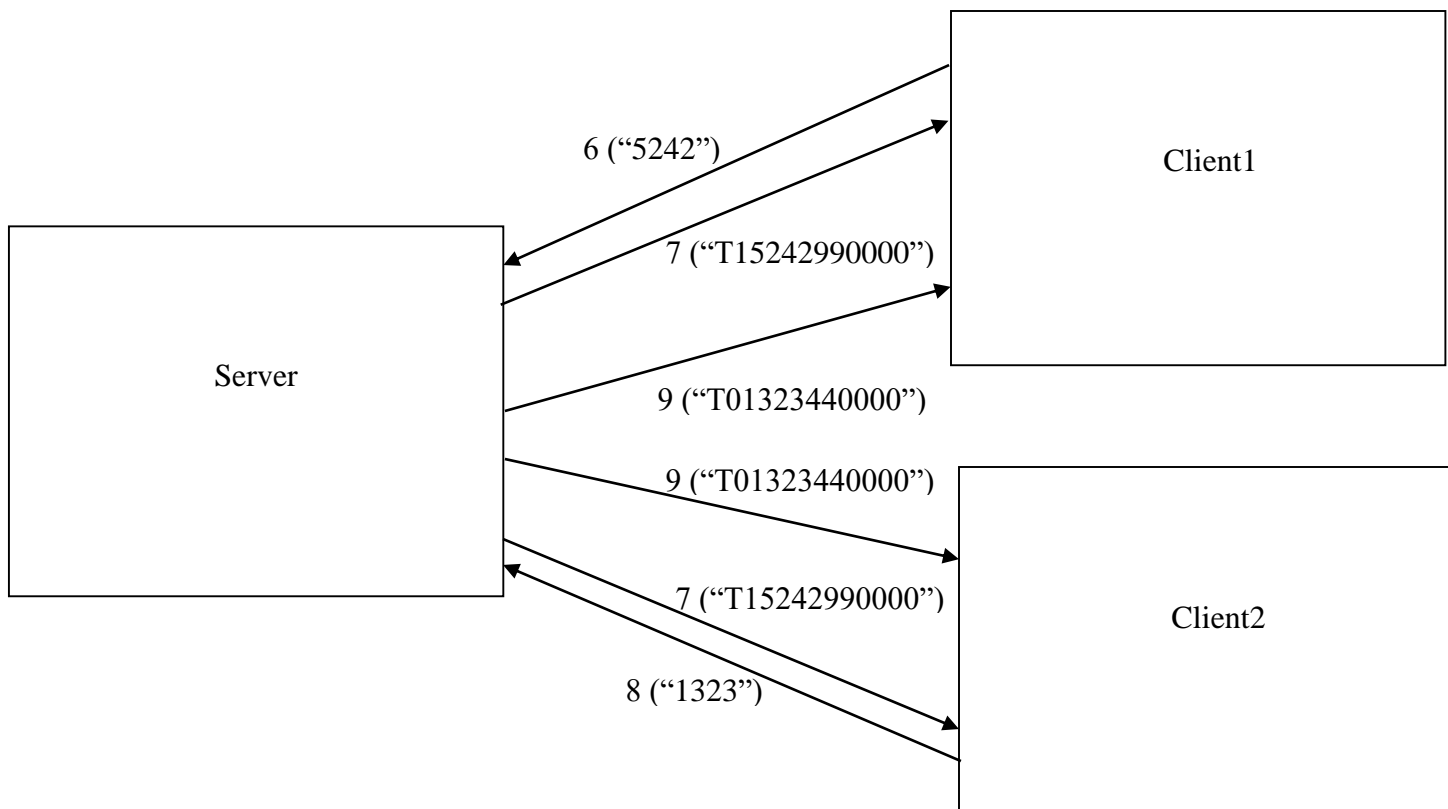 6 (“5242”)
Client1
7 (“T15242990000”)
Server
9 (“T01323440000”)
9 (“T01323440000”)
7 (“T15242990000”)
Client2
8 (“1323”)